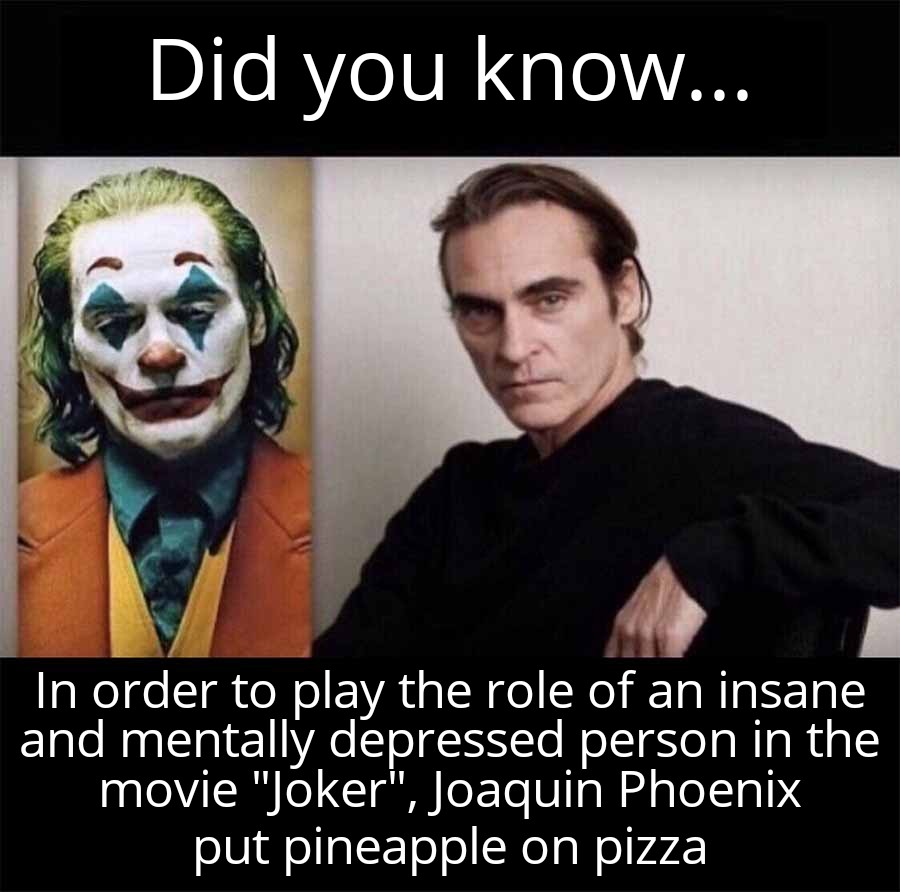 Did you know...
In order to play the role of an insane
and mentally depressed person in the
movie "Joker", Joaquin Phoenix
put pineapple on pizza